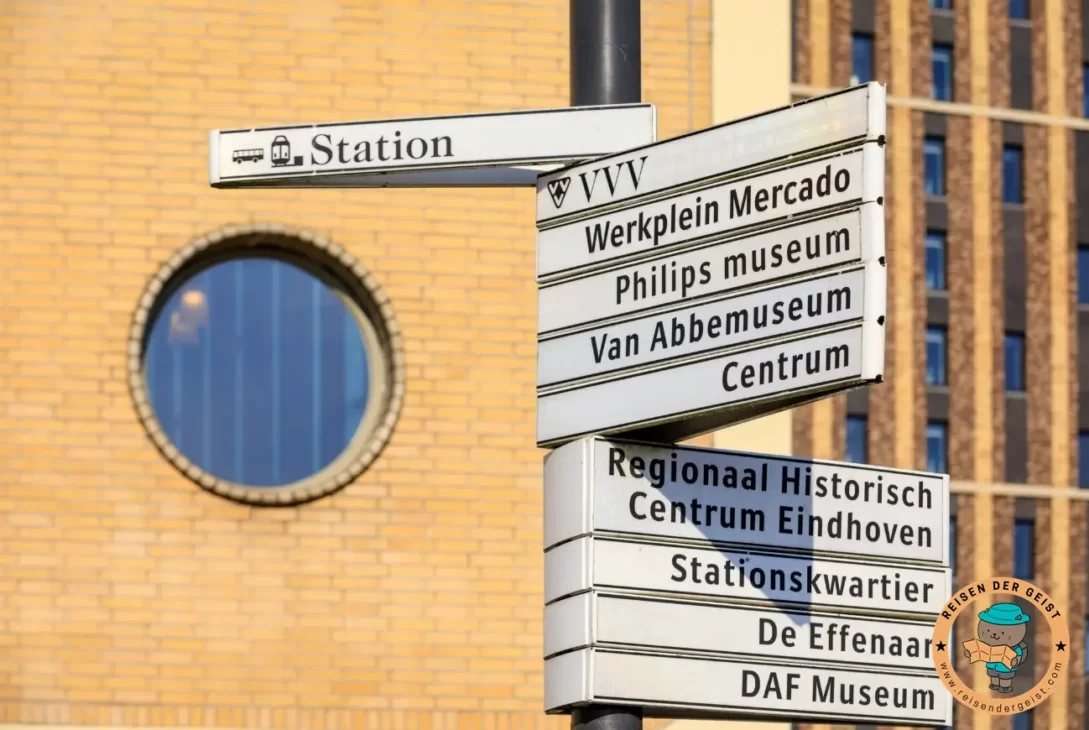 Station
VVV
Werkplein Mercado
Philips museum
Van Abbemuseum
Centrum
Regionaal Historisch
Centrum Eindhoven
Stationskwartier
De Effenaar
DAF Museum
REISEN DER GEIST
www.reisendergeist.com